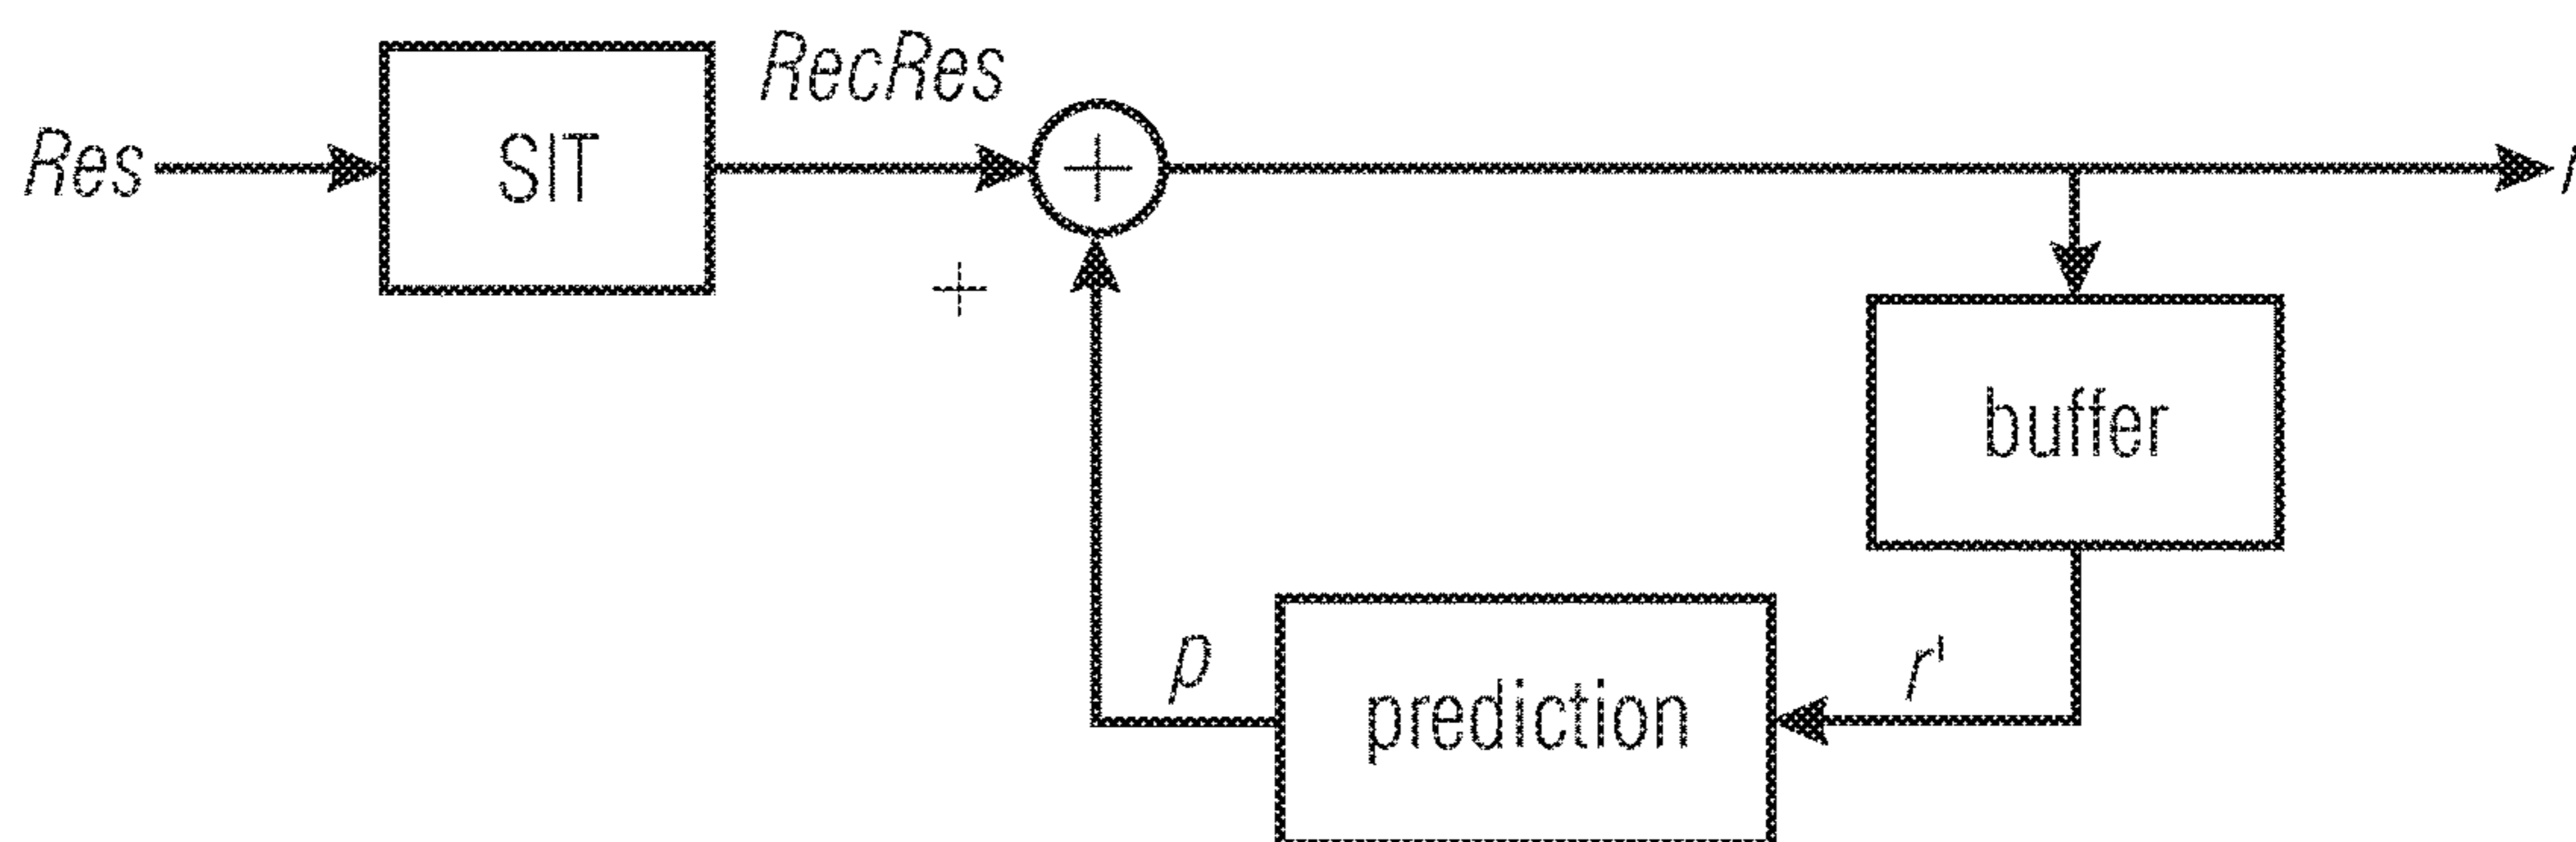 RecRes
Res
SIT
+
+
buffer
p
prediction
r'